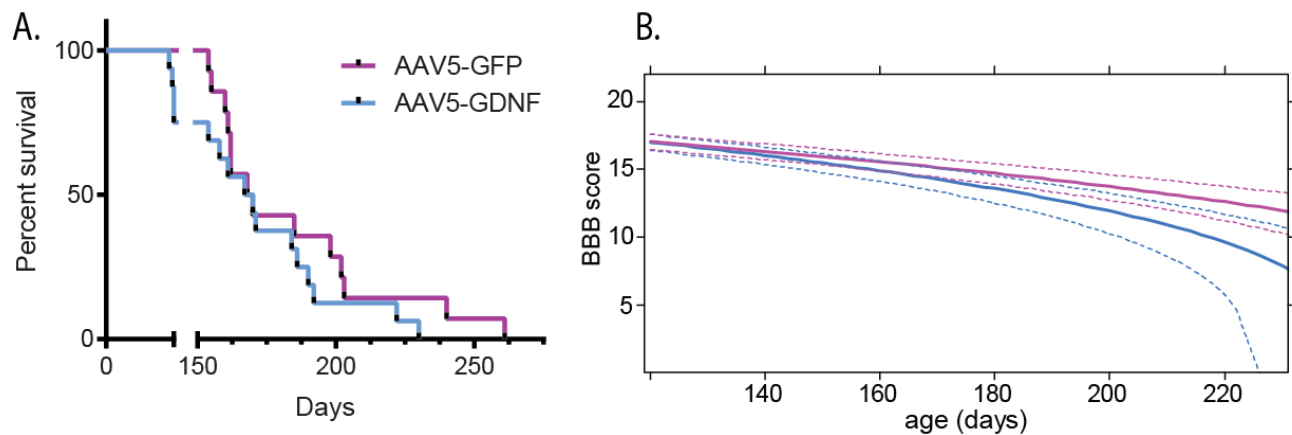 A.
Percent survival
100
50
0
0
150
200
250
Days
AAV5-GFP
AAV5-GDNF
B.
BBB score
20
15
10
5
140
160
180
200
220
age (days)